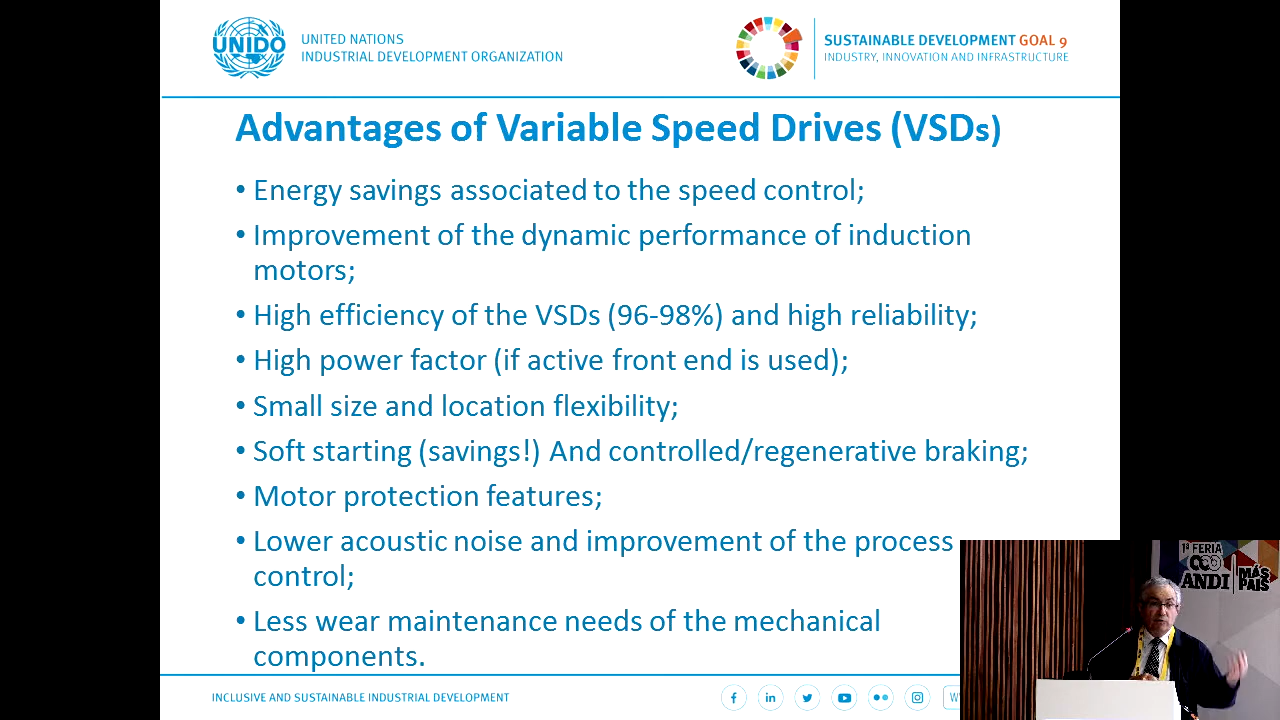 UNIDO
UNITED NATIONS
INDUSTRIAL DEVELOPMENT ORGANIZATION
SUSTAINABLE DEVELOPMENT GOAL 9
INDUSTRY, INNOVATION AND INFRASTRUCTURE
Advantages of Variable Speed Drives (VSDs)
• Energy savings associated to the speed control;
• Improvement of the dynamic performance of induction
motors;
• High efficiency of the VSDs (96-98%) and high reliability;
• High power factor (if active front end is used);
• Small size and location flexibility;
• Soft starting (savings!) And controlled/regenerative braking;
• Motor protection features;
• Lower acoustic noise and improvement of the process
control;
• Less wear maintenance needs of the mechanical
components.
1ª FERIA
ANDI
MÁS
PAÍS
INCLUSIVE AND SUSTAINABLE INDUSTRIAL DEVELOPMENT